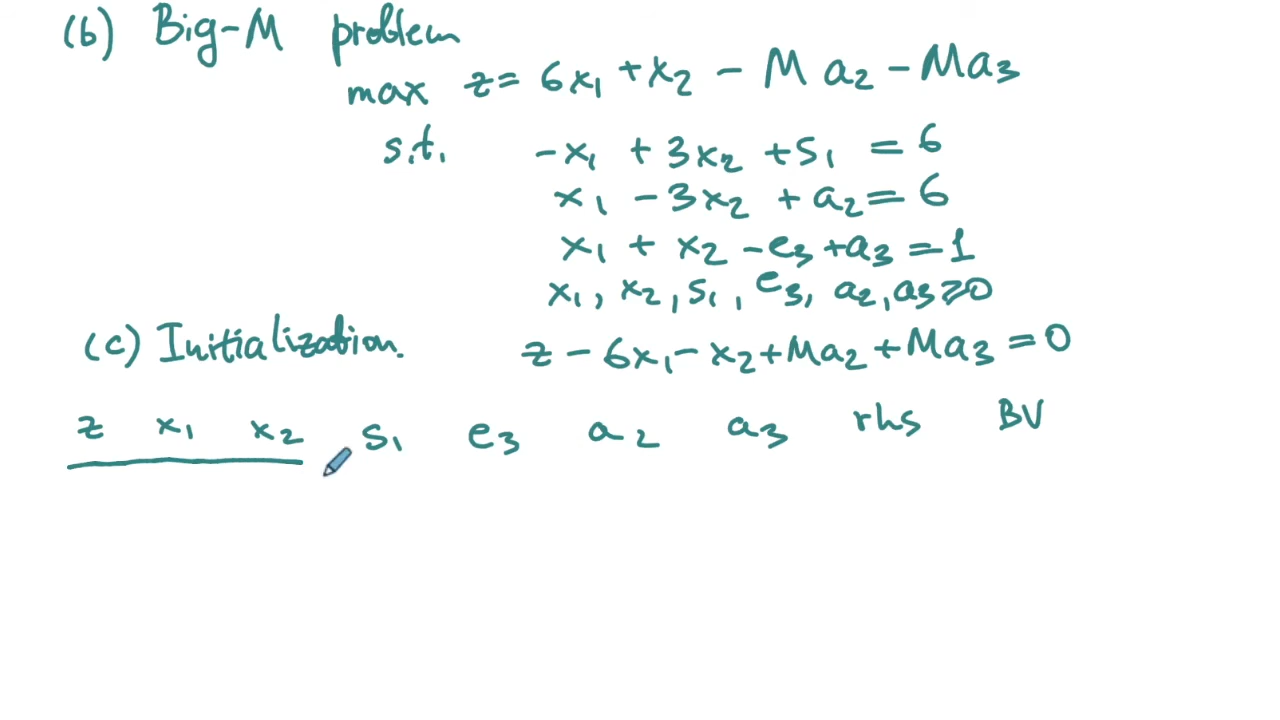 (b) Big-M problem
max z= 6x₁ +x₂ - M a₂ - Ma₃
s.t. -x₁ + 3x₂ +s₁ = 6
x₁ - 3x₂ + a₂= 6
x₁ + x₂ -e₃ +a₃ =1
x₁, x₂, s₁, e₃, a₂,a₃≥0
(c) Initialization. z - 6x₁- x₂+Ma₂ +Ma₃ =0
z x₁ x₂ s₁ e₃ a₂ a₃ rhs BV